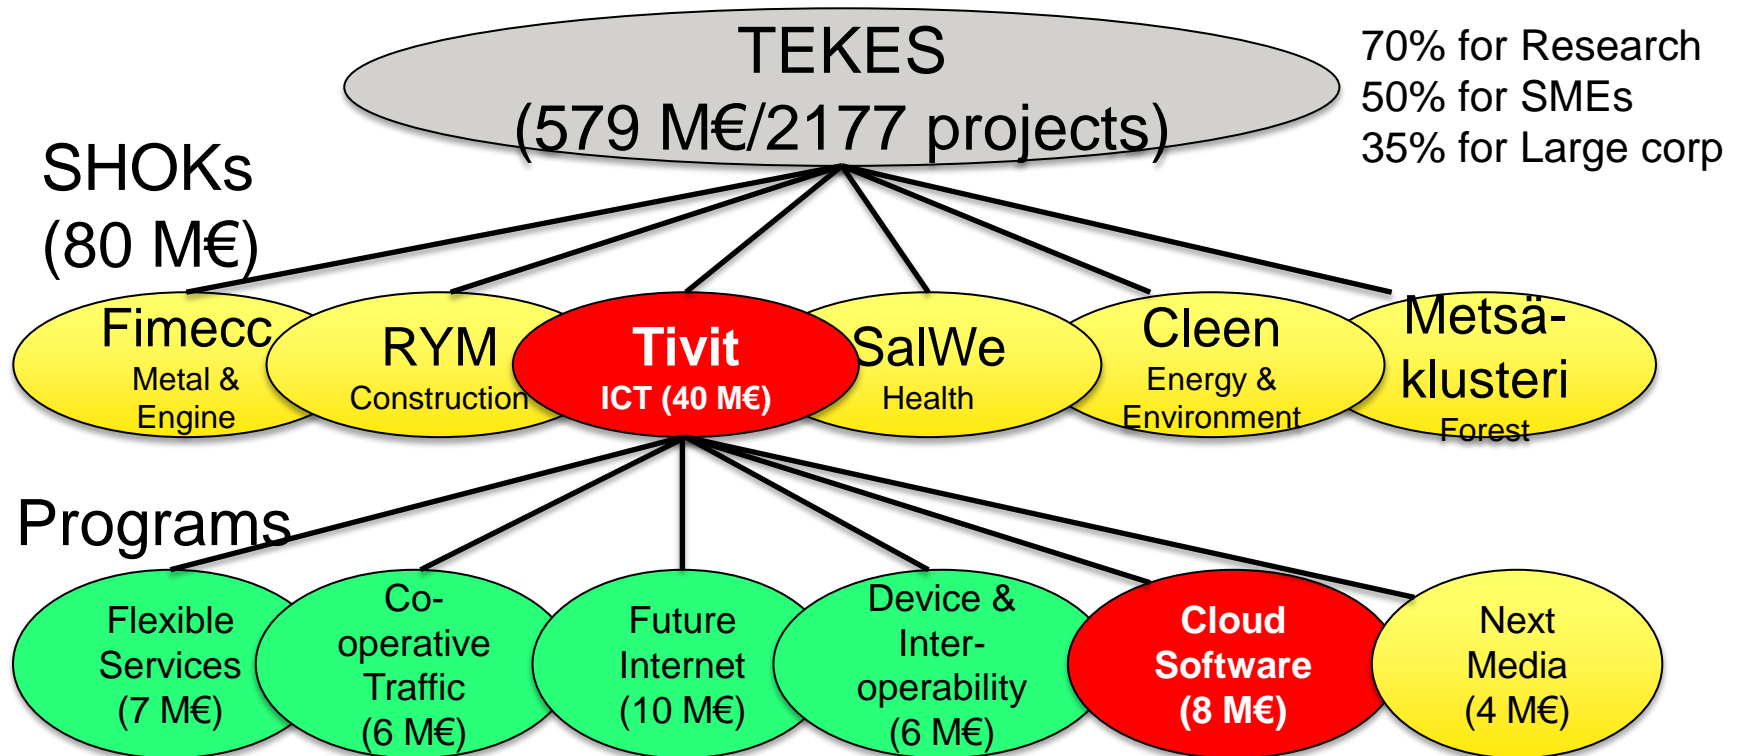 TEKES
(579 M€/2177 projects)
70% for Research
50% for SMEs
35% for Large corp
SHOKs
(80 M€)
Fimecc
Metal &
Engine
RYM
Construction
Tivit
ICT (40 M€)
SalWe
Health
Cleen
Energy &
Environment
Metsä-
klusteri
Forest
Programs
Flexible
Services
(7 M€)
Co-
operative
Traffic
(6 M€)
Future
Internet
(10 M€)
Device &
Inter-
operability
(6 M€)
Cloud
Software
(8 M€)
Next
Media
(4 M€)